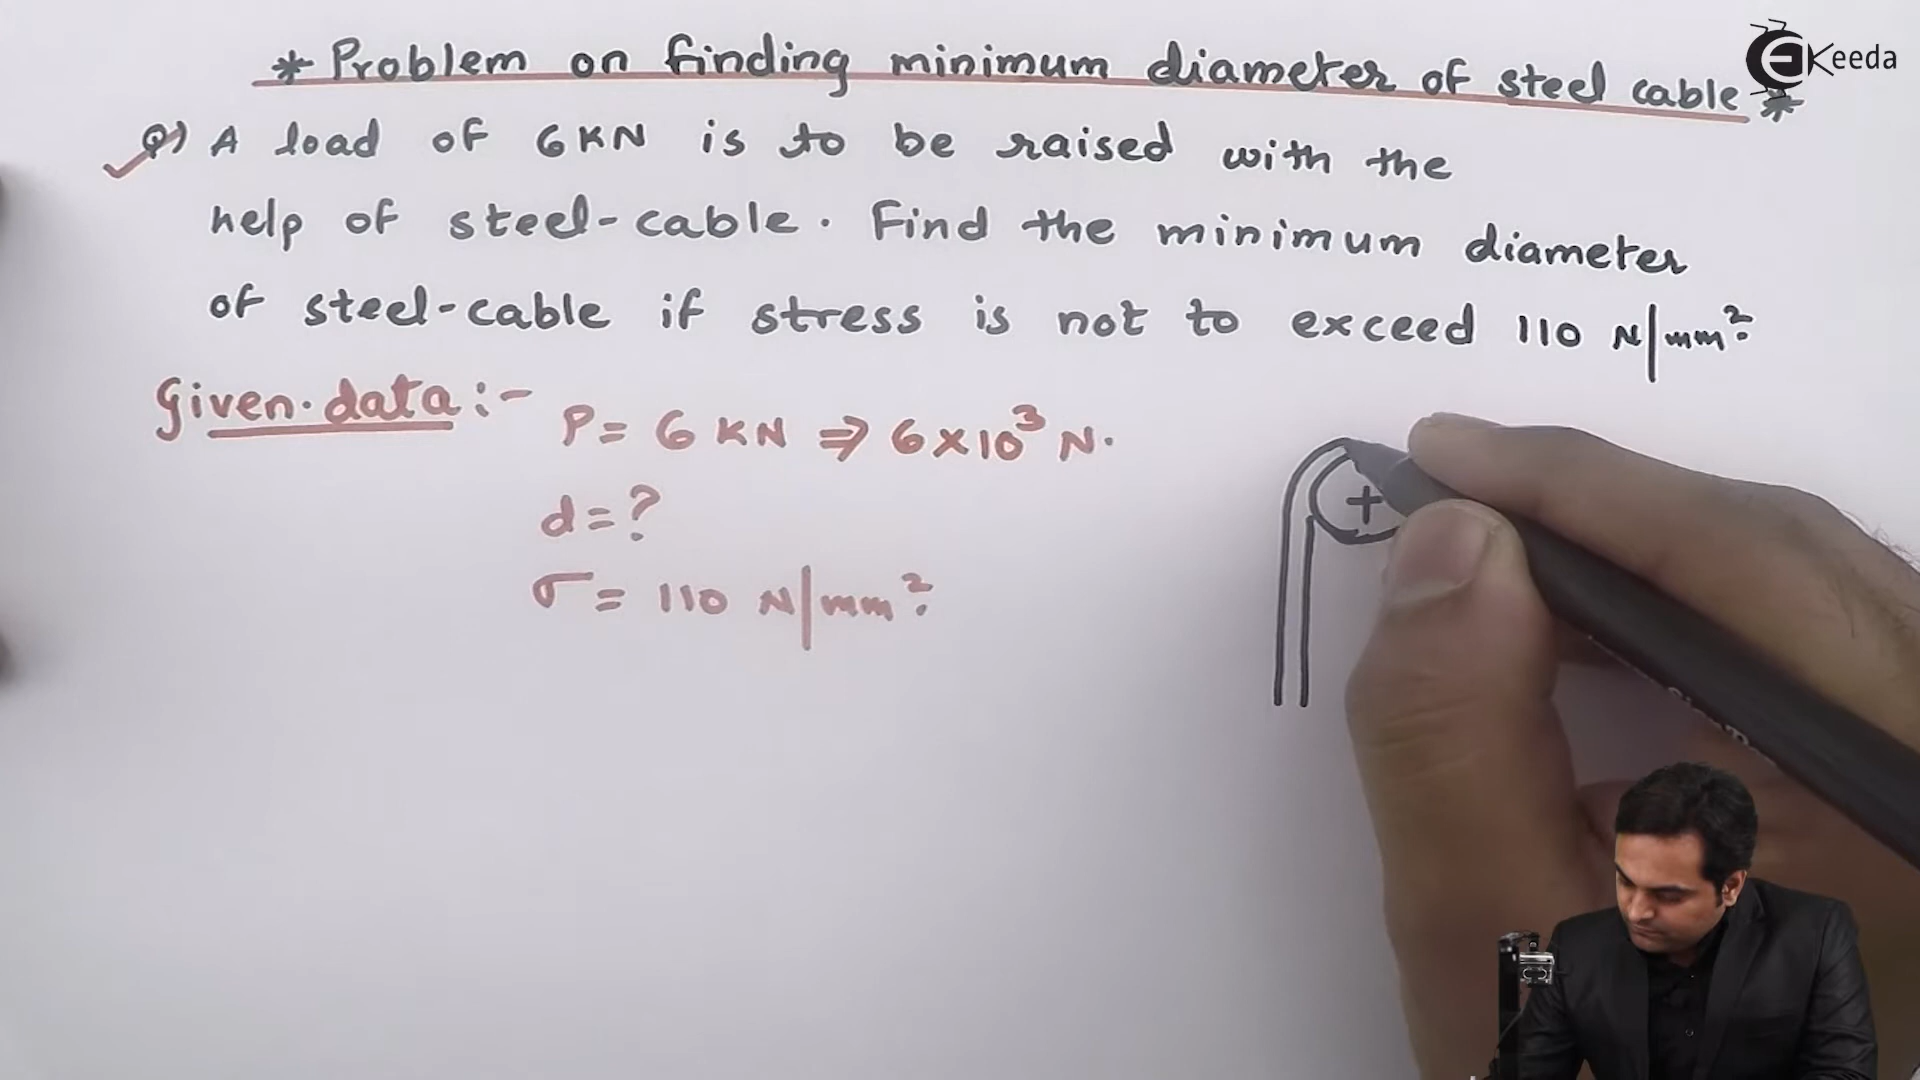 * Problem on finding minimum diameter of steel cable *
Keeda
Q) A load of 6KN is to be raised with the
help of steel-cable. Find the minimum diameter
of steel-cable if stress is not to exceed 110 N/mm².
Given data :-
P = 6 KN ⇒ 6×10³ N.
d = ?
σ = 110 N/mm².
+